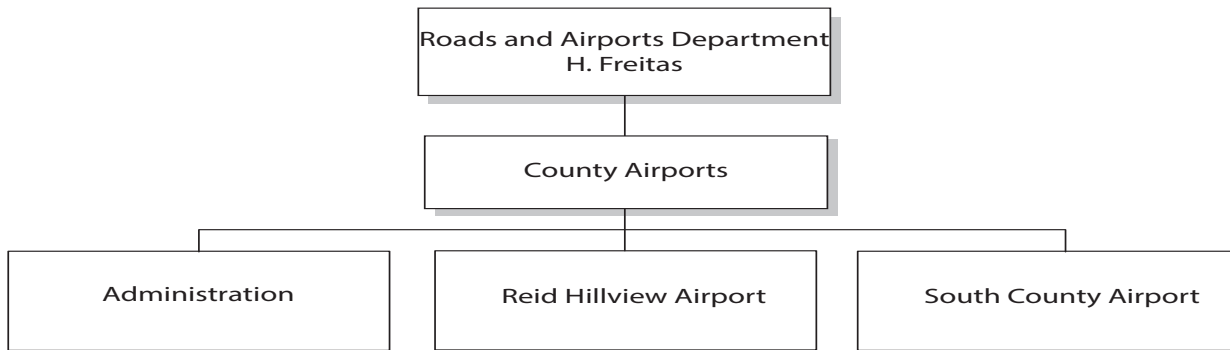 Roads and Airports Department
H. Freitas
County Airports
Administration
Reid Hillview Airport
South County Airport